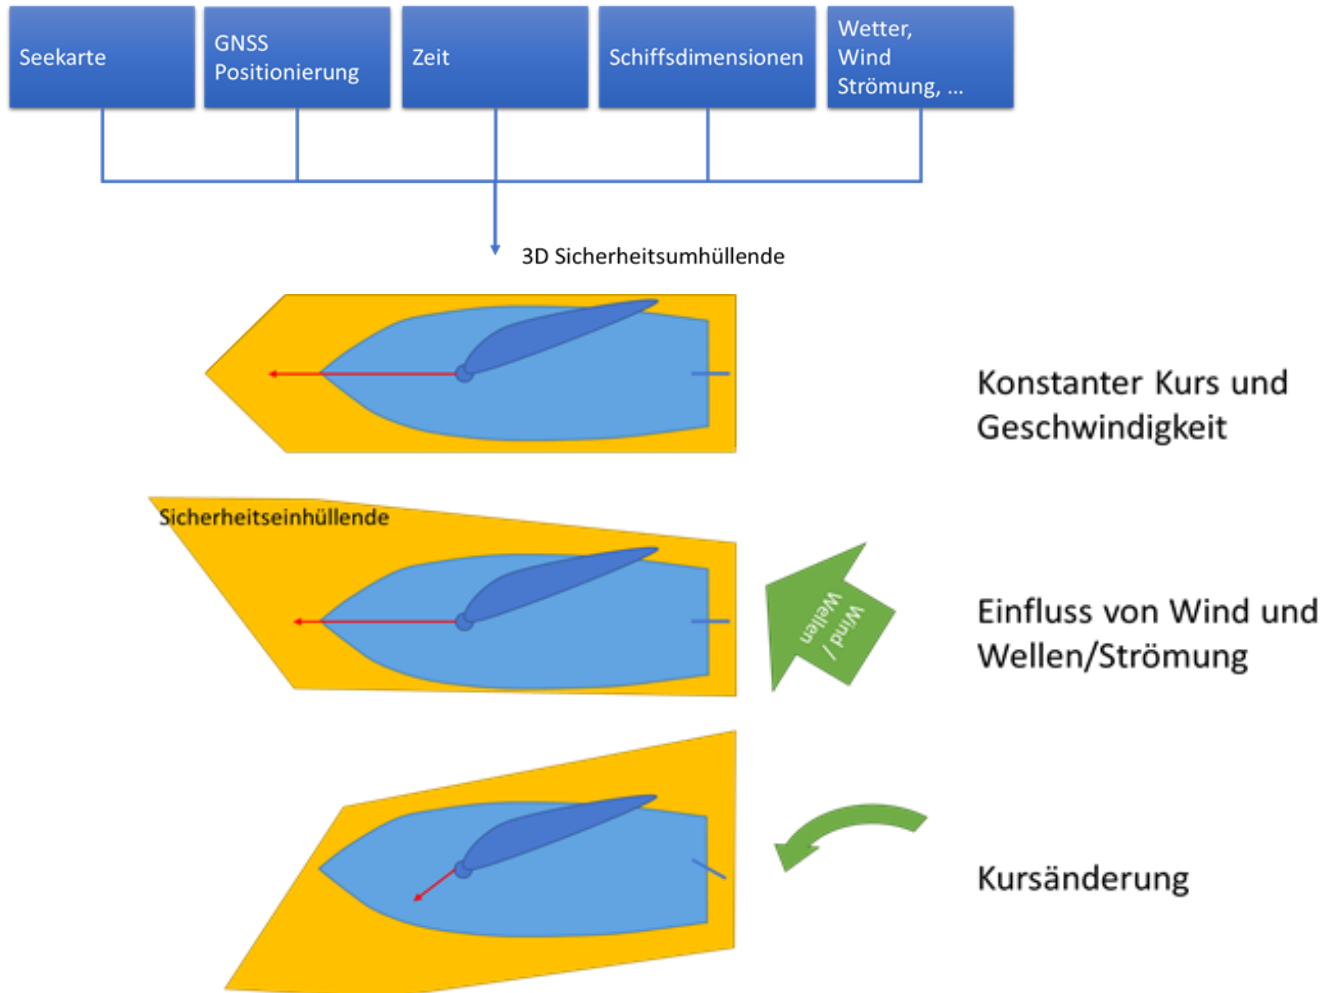 Seekarte
GNSS
Positionierung
Zeit
Schiffsdimensionen
Wetter,
Wind
Strömung, ...
3D Sicherheitsumhüllende
Konstanter Kurs und
Geschwindigkeit
Sicherheitseinhüllende
Wind /
Wellen
Einfluss von Wind und
Wellen/Strömung
Kursänderung